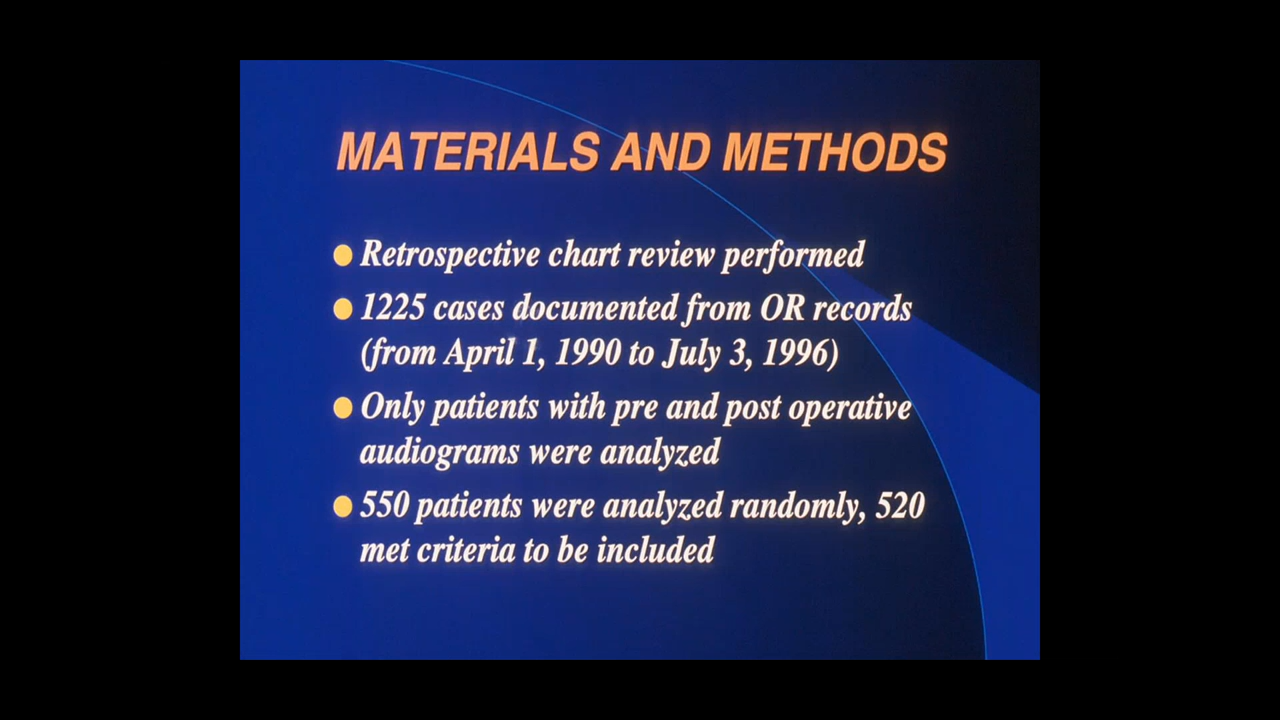 MATERIALS AND METHODS
Retrospective chart review performed
1225 cases documented from OR records
(from April 1, 1990 to July 3, 1996)
Only patients with pre and post operative
audiograms were analyzed
550 patients were analyzed randomly, 520
met criteria to be included